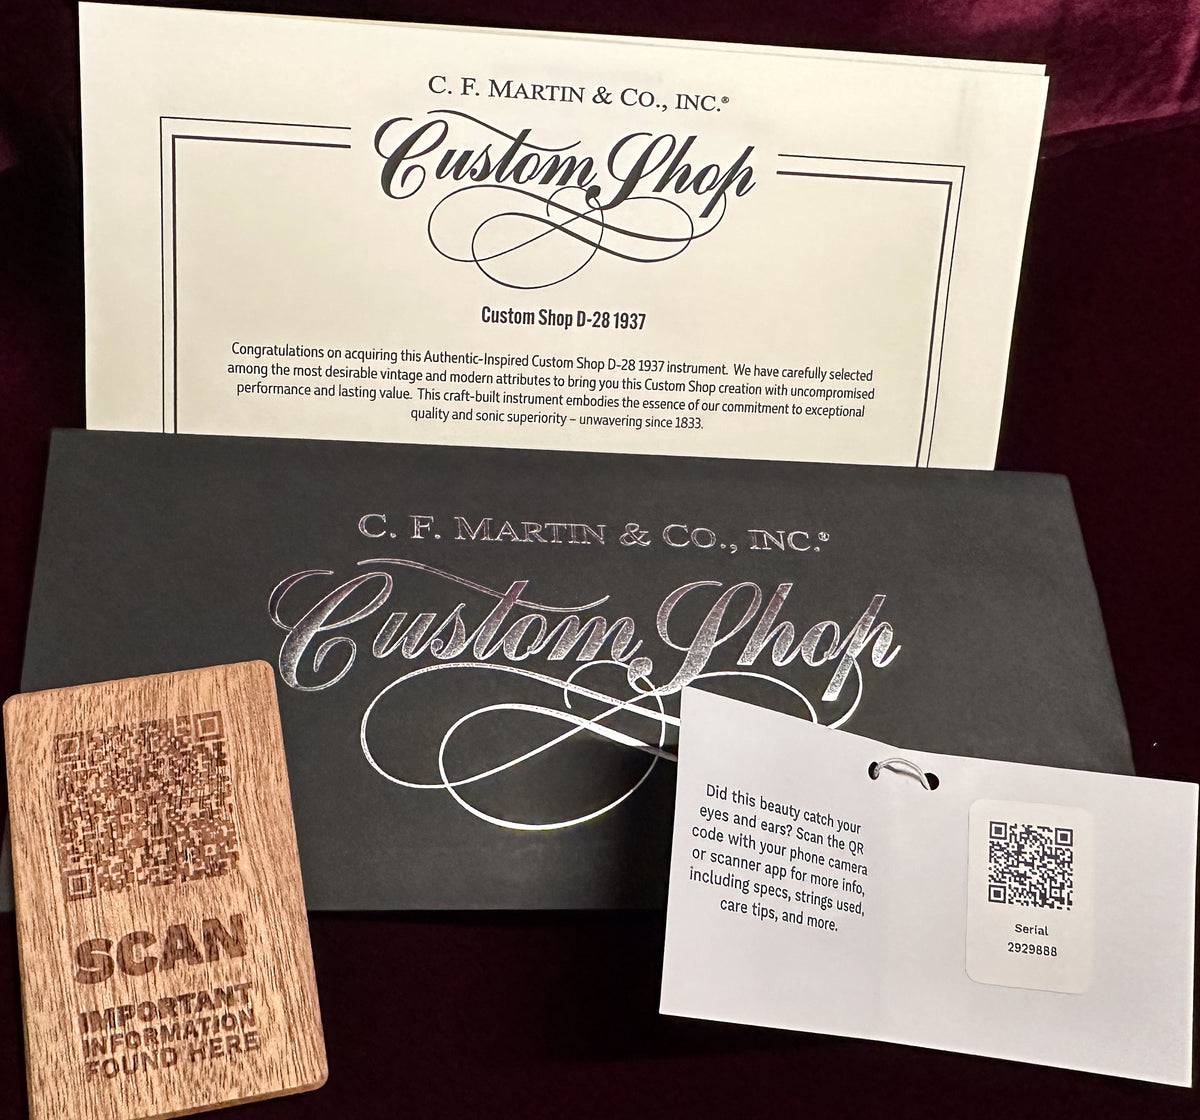 C. F. MARTIN & CO., INC.®
Custom Shop
Custom Shop D-28 1937
Congratulations on acquiring this Authentic-Inspired Custom Shop D-28 1937 instrument. We have carefully selected
among the most desirable vintage and modern attributes to bring you this Custom Shop creation with uncompromised
performance and lasting value. This craft-built instrument embodies the essence of our commitment to exceptional
quality and sonic superiority – unwavering since 1833.
C. F. MARTIN & CO., INC.®
Custom Shop
SCAN
IMPORTANT
INFORMATION
FOUND HERE
Did this beauty catch your
eyes and ears? Scan the QR
code with your phone camera
or scanner app for more info,
including specs, strings used,
care tips, and more.
Serial
2929888